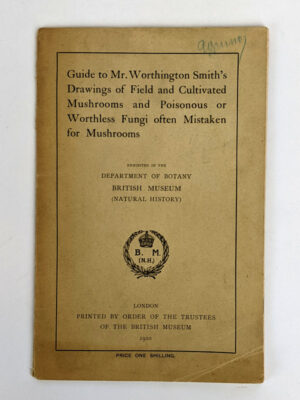 Guide to Mr. Worthington Smith's
Drawings of Field and Cultivated
Mushrooms and Poisonous or
Worthless Fungi often Mistaken
for Mushrooms
EXHIBITED IN THE
DEPARTMENT OF BOTANY
BRITISH MUSEUM
(NATURAL HISTORY)
B. M.
(N.H.)
LONDON
PRINTED BY ORDER OF THE TRUSTEES
OF THE BRITISH MUSEUM
PRICE ONE SHILLING.